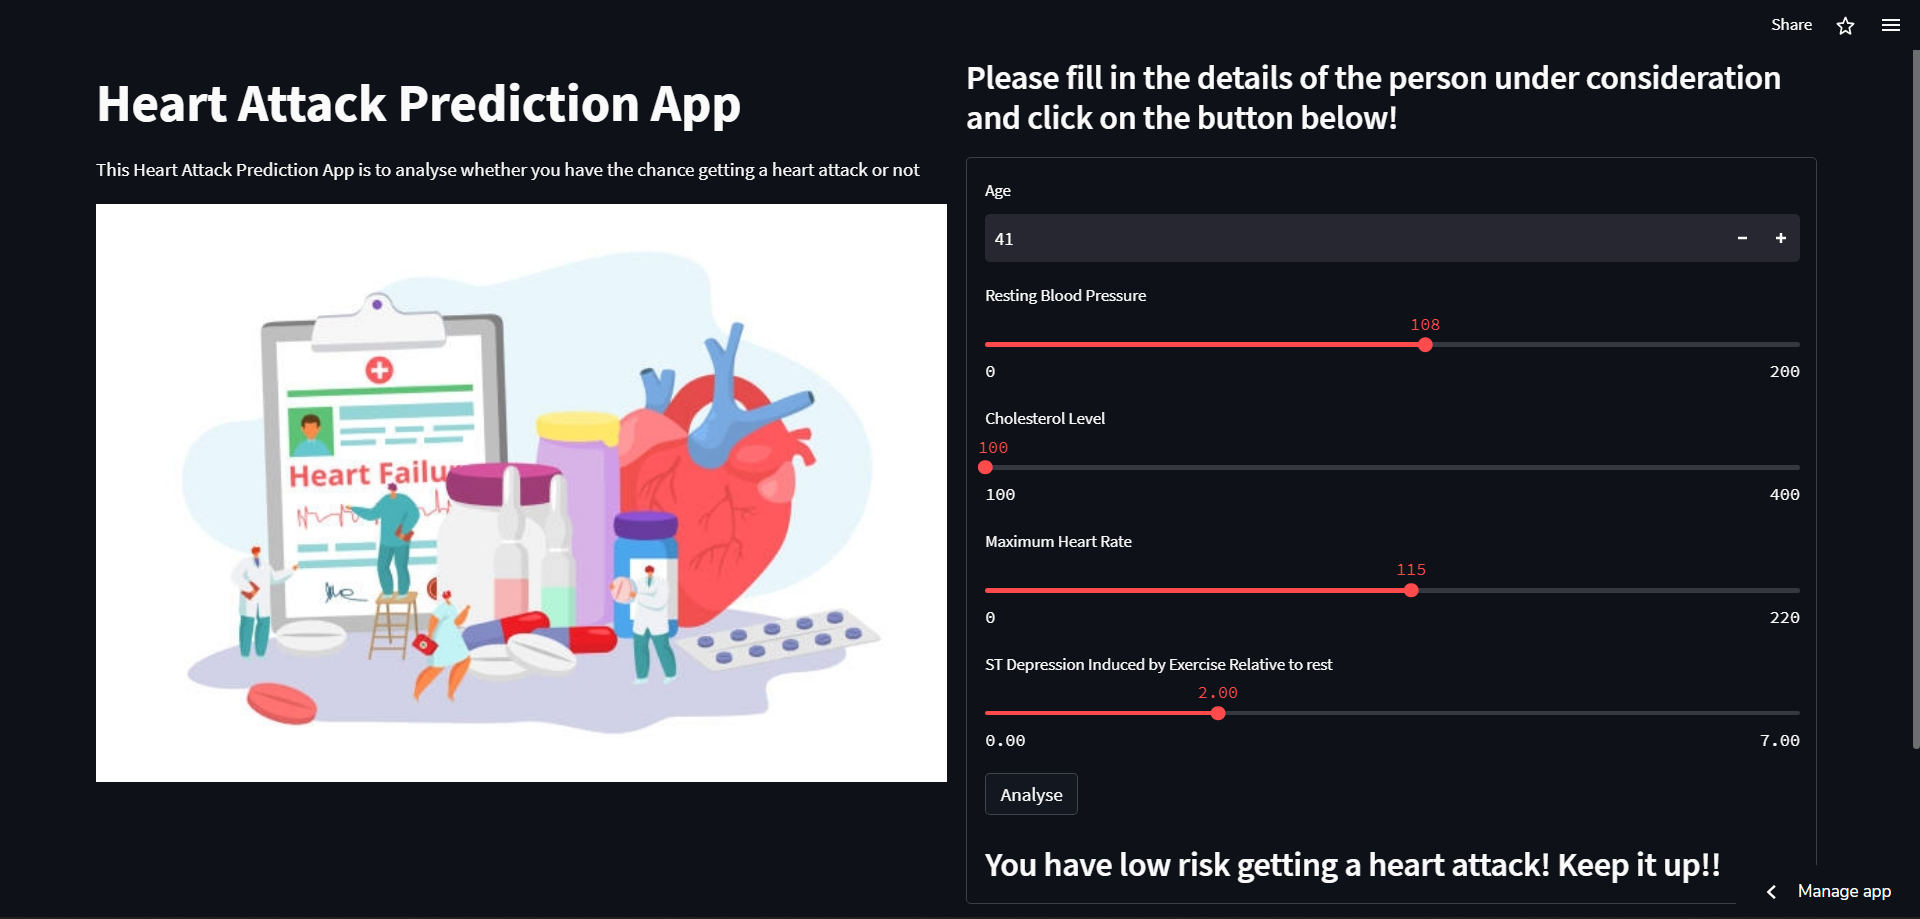 Share
Heart Attack Prediction App
This Heart Attack Prediction App is to analyse whether you have the chance getting a heart attack or not
Heart Failu
Please fill in the details of the person under consideration
and click on the button below!
Age
41
Resting Blood Pressure
108
0 200
Cholesterol Level
100
100 400
Maximum Heart Rate
115
0 220
ST Depression Induced by Exercise Relative to rest
2.00
0.00 7.00
Analyse
You have low risk getting a heart attack! Keep it up!!
Manage app